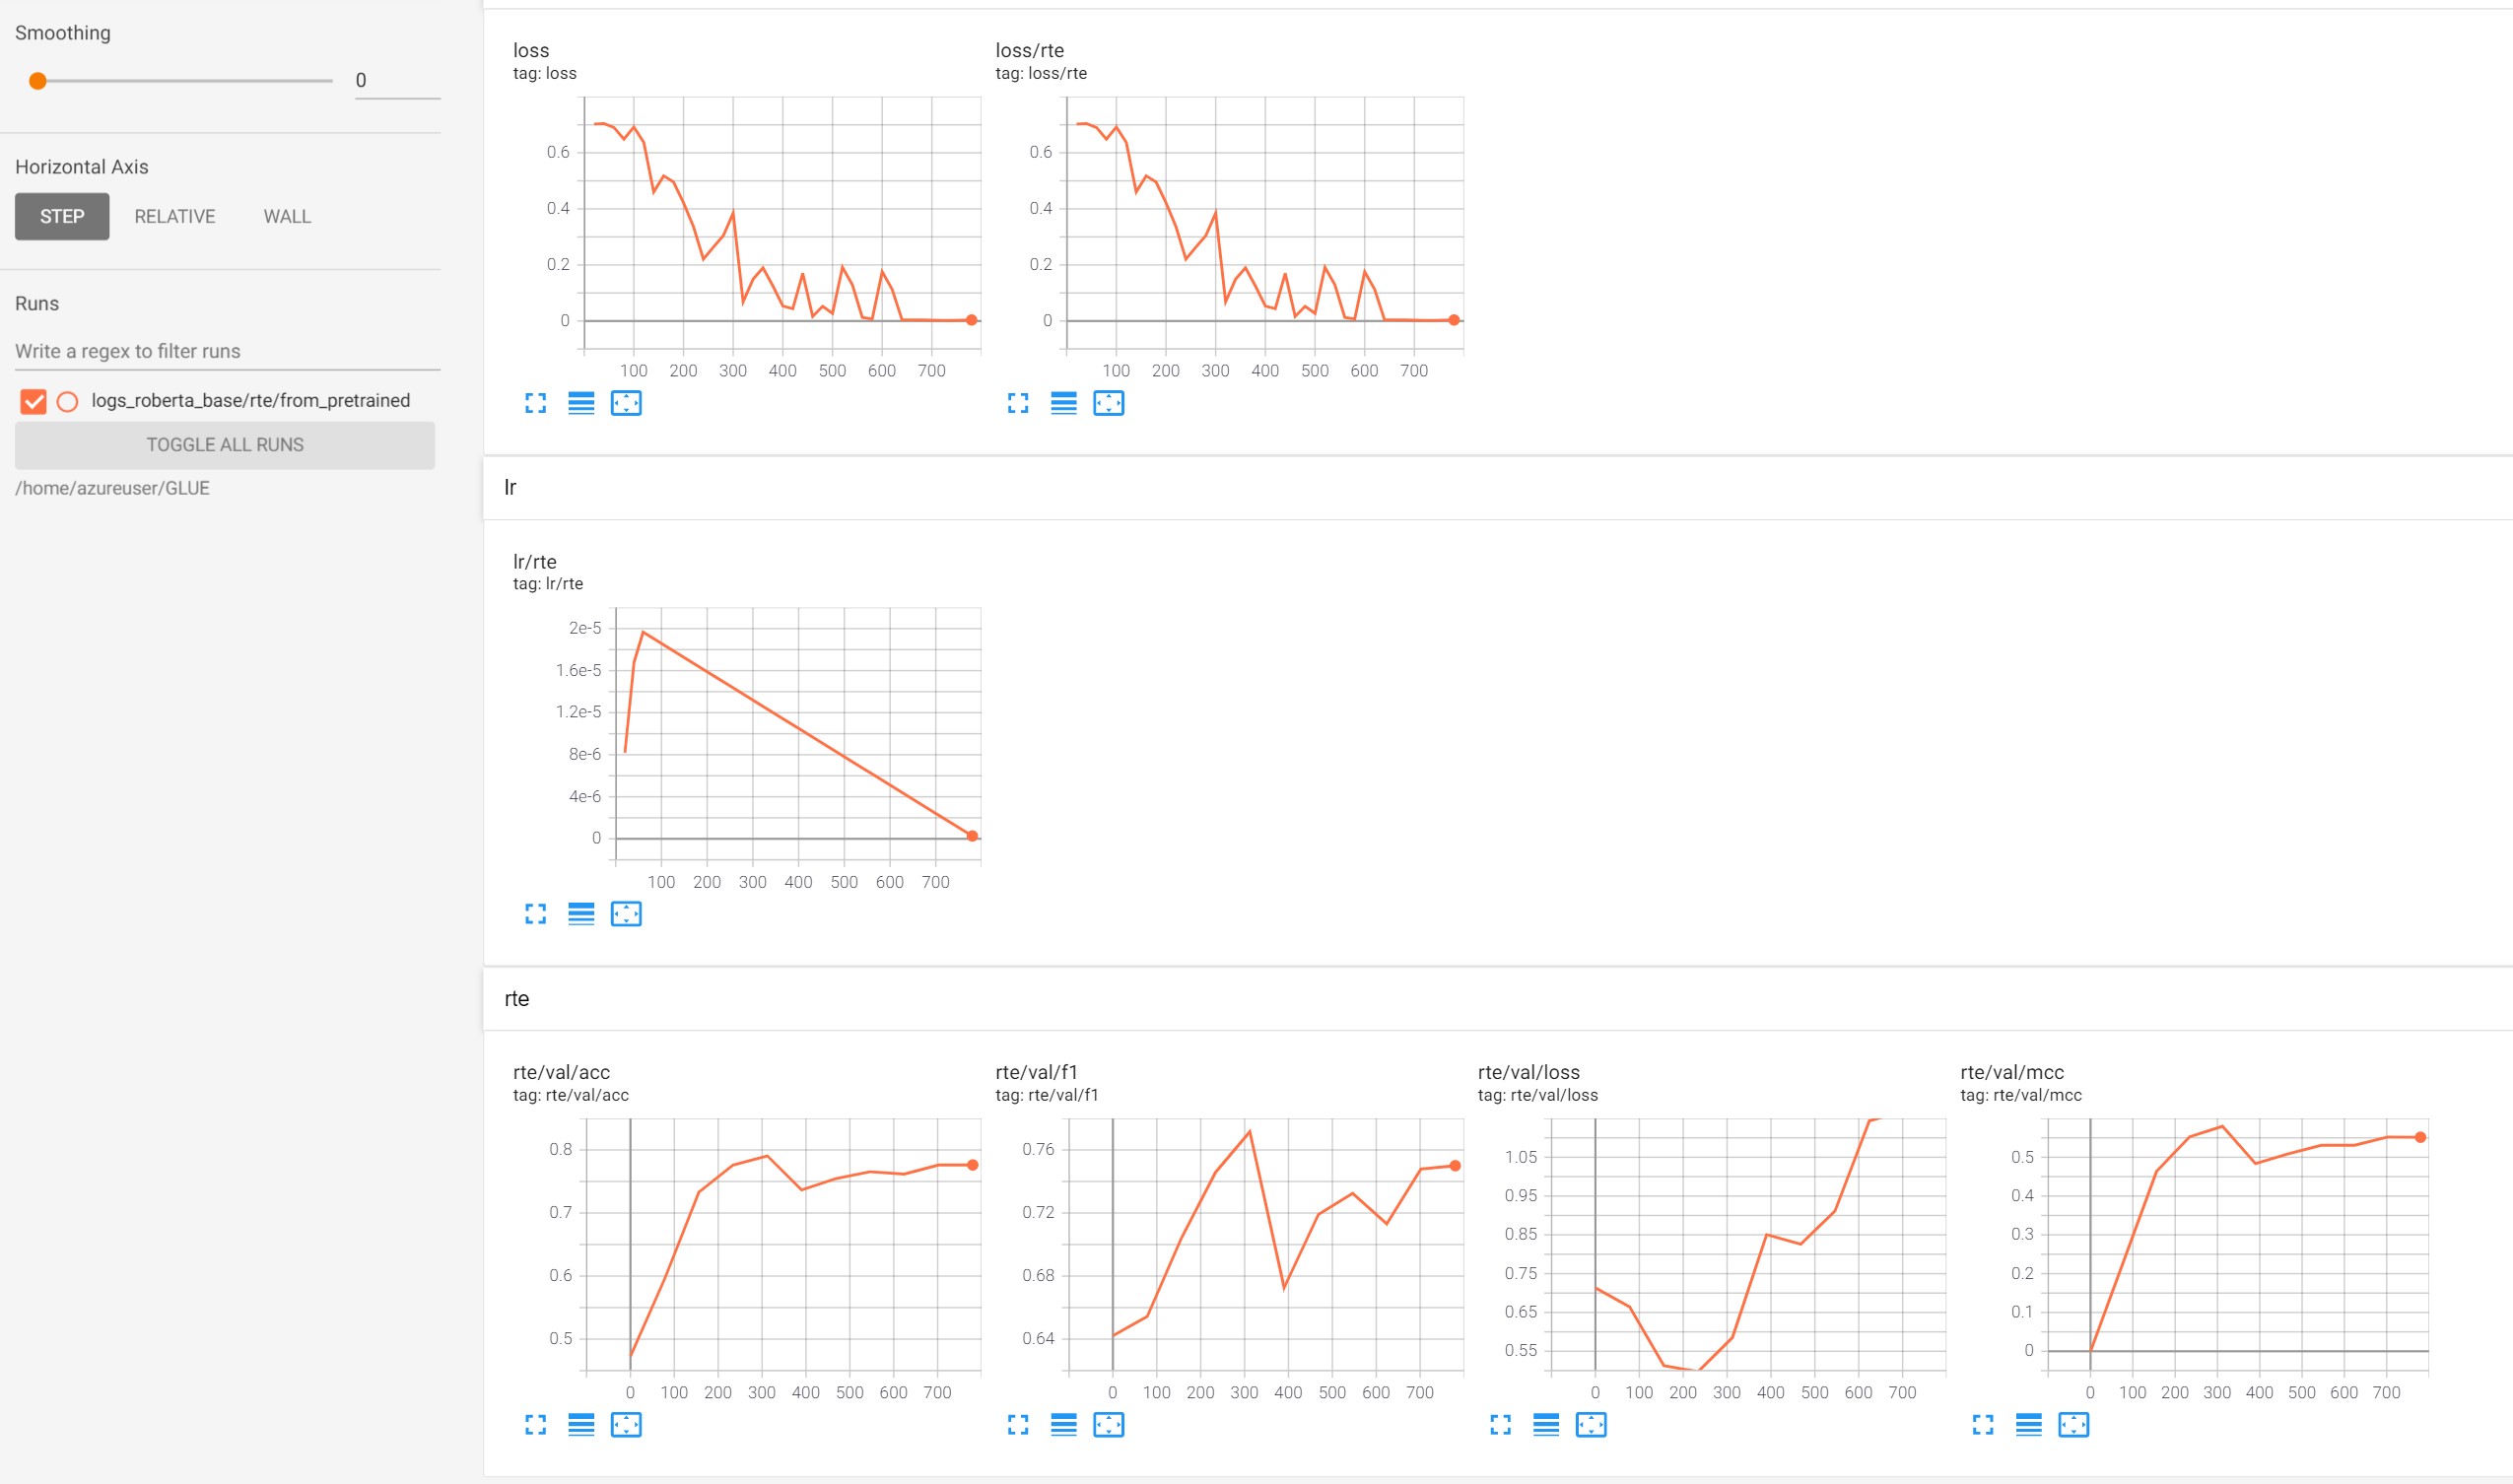 Smoothing
0
Horizontal Axis
STEP RELATIVE WALL
Runs
Write a regex to filter runs
logs_roberta_base/rte/from_pretrained
TOGGLE ALL RUNS
/home/azureuser/GLUE
loss
tag: loss
0.6
0.4
0.2
0
100 200 300 400 500 600 700
loss/rte
tag: loss/rte
0.6
0.4
0.2
0
100 200 300 400 500 600 700
lr
lr/rte
tag: lr/rte
2e-5
1.6e-5
1.2e-5
8e-6
4e-6
0
100 200 300 400 500 600 700
rte
rte/val/acc
tag: rte/val/acc
0.8
0.7
0.6
0.5
0 100 200 300 400 500 600 700
rte/val/f1
tag: rte/val/f1
0.76
0.72
0.68
0.64
0 100 200 300 400 500 600 700
rte/val/loss
tag: rte/val/loss
1.05
0.95
0.85
0.75
0.65
0.55
0 100 200 300 400 500 600 700
rte/val/mcc
tag: rte/val/mcc
0.5
0.4
0.3
0.2
0.1
0
0 100 200 300 400 500 600 700